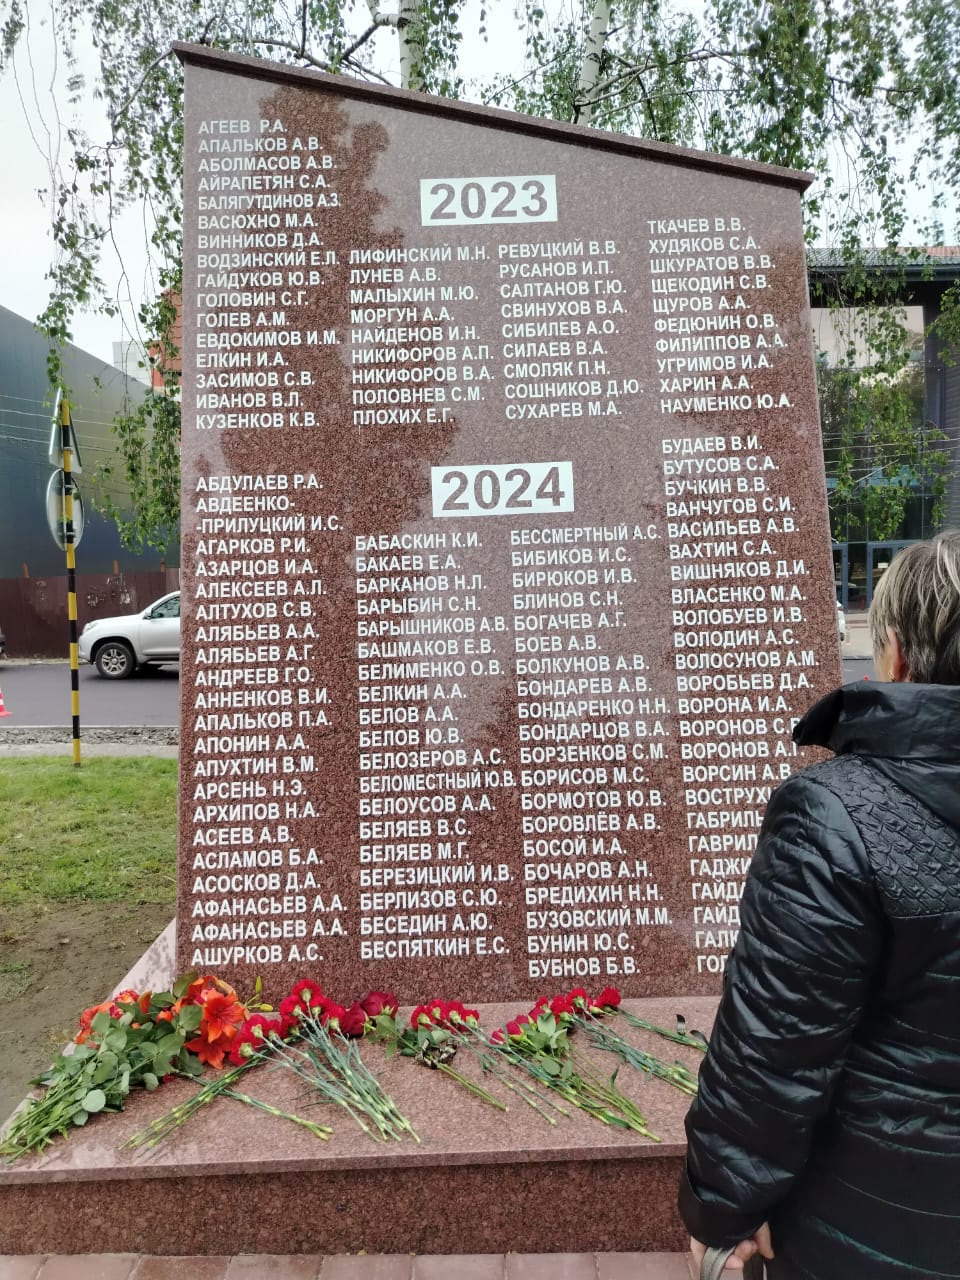 АГЕЕВ Р.А.
АПАЛЬКОВ А.В.
АБОЛМАСОВ А.В.
АЙРАПЕТЯН С.А.
БАЛЯГУТДИНОВ А.З.
ВАСЮХНО М.А.
ВИННИКОВ Д.А.
ВОДЗИНСКИЙ Е.Л.
ГАЙДУКОВ Ю.В.
ГОЛОВИН С.Г.
ГОЛЕВ А.М.
ЕВДОКИМОВ И.М.
ЕЛКИН И.А.
ЗАСИМОВ С.В.
ИВАНОВ В.Л.
КУЗЕНКОВ К.В.
2023
ЛИФИНСКИЙ М.Н.
ЛУНЕВ А.В.
МАЛЫХИН М.Ю.
МОРГУН А.А.
НАЙДЕНОВ И.Н.
НИКИФОРОВ А.П.
НИКИФОРОВ В.А.
ПОЛОВНЕВ С.М.
ПЛОХИХ Е.Г.
РЕВУЦКИЙ В.В.
РУСАНОВ И.П.
САЛТАНОВ Г.Ю.
СВИНУХОВ В.А.
СИБИЛЕВ А.О.
СИЛАЕВ В.А.
СМОЛЯК П.Н.
СОШНИКОВ Д.Ю.
СУХАРЕВ М.А.
ТКАЧЕВ В.В.
ХУДЯКОВ С.А.
ШКУРАТОВ В.В.
ЩЕКОДИН С.В.
ЩУРОВ А.А.
ФЕДЮНИН О.В.
ФИЛИППОВ А.А.
УГРИМОВ И.А.
ХАРИН А.А.
НАУМЕНКО Ю.А.
2024
АБДУЛАЕВ Р.А.
АВДЕЕНКО-
-ПРИЛУЦКИЙ И.С.
АГАРКОВ Р.И.
АЗАРЦОВ И.А.
АЛЕКСЕЕВ А.Л.
АЛТУХОВ С.В.
АЛЯБЬЕВ А.А.
АЛЯБЬЕВ А.Г.
АНДРЕЕВ Г.О.
АННЕНКОВ В.И.
АПАЛЬКОВ П.А.
АПОНИН А.А.
АПУХТИН В.М.
АРСЕНЬ Н.Э.
АРХИПОВ Н.А.
АСЕЕВ А.В.
АСЛАМОВ Б.А.
АСОСКОВ Д.А.
АФАНАСЬЕВ А.А.
АФАНАСЬЕВ А.А.
АШУРКОВ А.С.
БАБАСКИН К.И.
БАКАЕВ Е.А.
БАРКАНОВ Н.Л.
БАРЫБИН С.Н.
БАРЫШНИКОВ А.В.
БАШМАКОВ Е.В.
БЕЛИМЕНКО О.В.
БЕЛКИН А.А.
БЕЛОВ А.А.
БЕЛОВ Ю.В.
БЕЛОЗЕРОВ А.С.
БЕЛОМЕСТНЫЙ Ю.В.
БЕЛОУСОВ А.А.
БЕЛЯЕВ В.С.
БЕЛЯЕВ М.Г.
БЕРЕЗИЦКИЙ И.В.
БЕРЛИЗОВ С.Ю.
БЕСЕДИН А.Ю.
БЕСПЯТКИН Е.С.
БЕССМЕРТНЫЙ А.С.
БИБИКОВ И.С.
БИРЮКОВ И.В.
БЛИНОВ С.Н.
БОГАЧЕВ А.Г.
БОЕВ А.В.
БОЛКУНОВ А.В.
БОНДАРЕВ А.В.
БОНДАРЕНКО Н.Н.
БОНДАРЦОВ В.А.
БОРЗЕНКОВ С.М.
БОРИСОВ М.С.
БОРМОТОВ Ю.В.
БОРОВЛЁВ А.В.
БОСОЙ И.А.
БОЧАРОВ А.Н.
БРЕДИХИН Н.Н.
БУЗОВСКИЙ М.М.
БУНИН Ю.С.
БУБНОВ Б.В.
БУДАЕВ В.И.
БУТУСОВ С.А.
БУЧКИН В.В.
ВАНЧУГОВ С.И.
ВАСИЛЬЕВ А.В.
ВАХТИН С.А.
ВИШНЯКОВ Д.И.
ВЛАСЕНКО М.А.
ВОЛОБУЕВ И.В.
ВОЛОДИН А.С.
ВОЛОСУНОВ А.М.
ВОРОБЬЕВ Д.А.
ВОРОНА И.А.
ВОРОНОВ С.
ВОРОНОВ А.
ВОРСИН А.В.